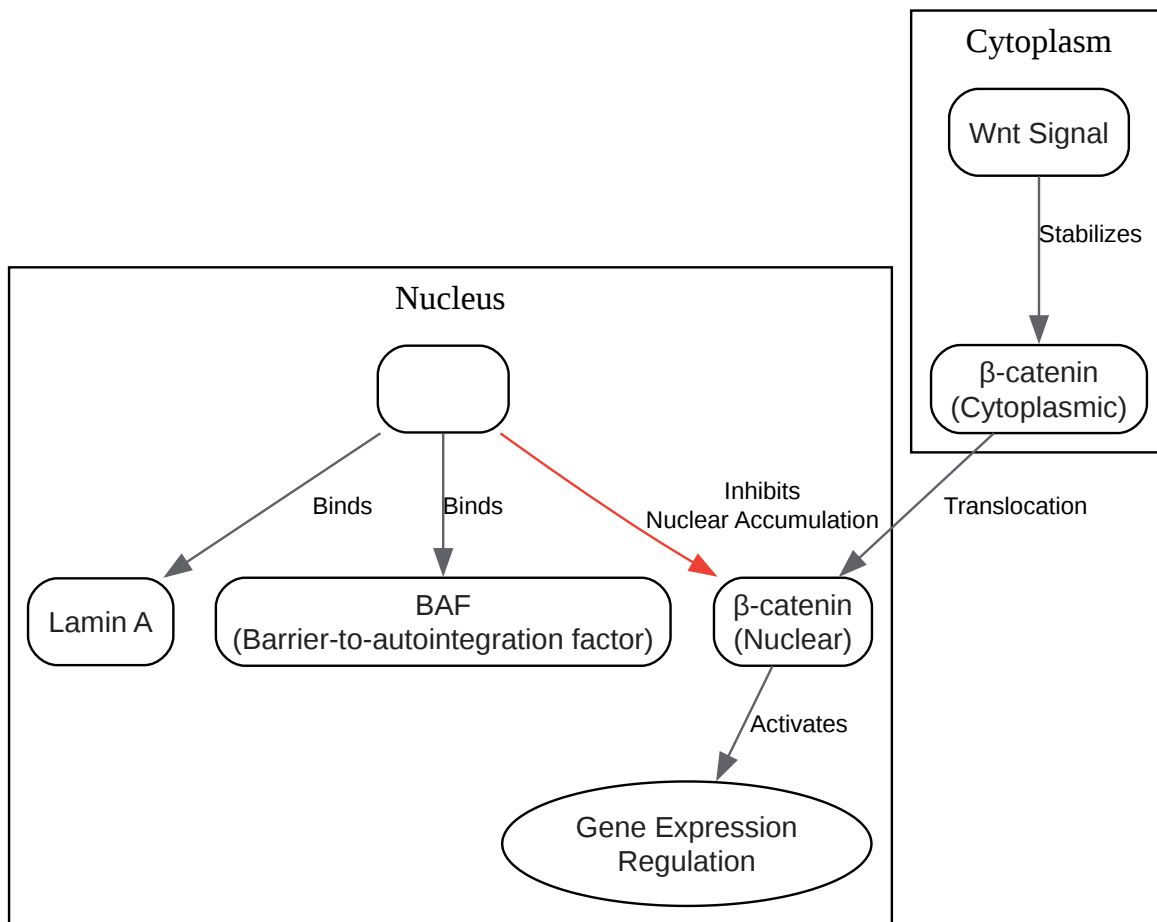 Cytoplasm
Wnt Signal
Stabilizes
Nucleus
β-catenin
(Cytoplasmic)
Binds
Binds
Inhibits
Nuclear Accumulation
Translocation
Lamin A
BAF
(Barrier-to-autointegration factor)
β-catenin
(Nuclear)
Activates
Gene Expression
Regulation